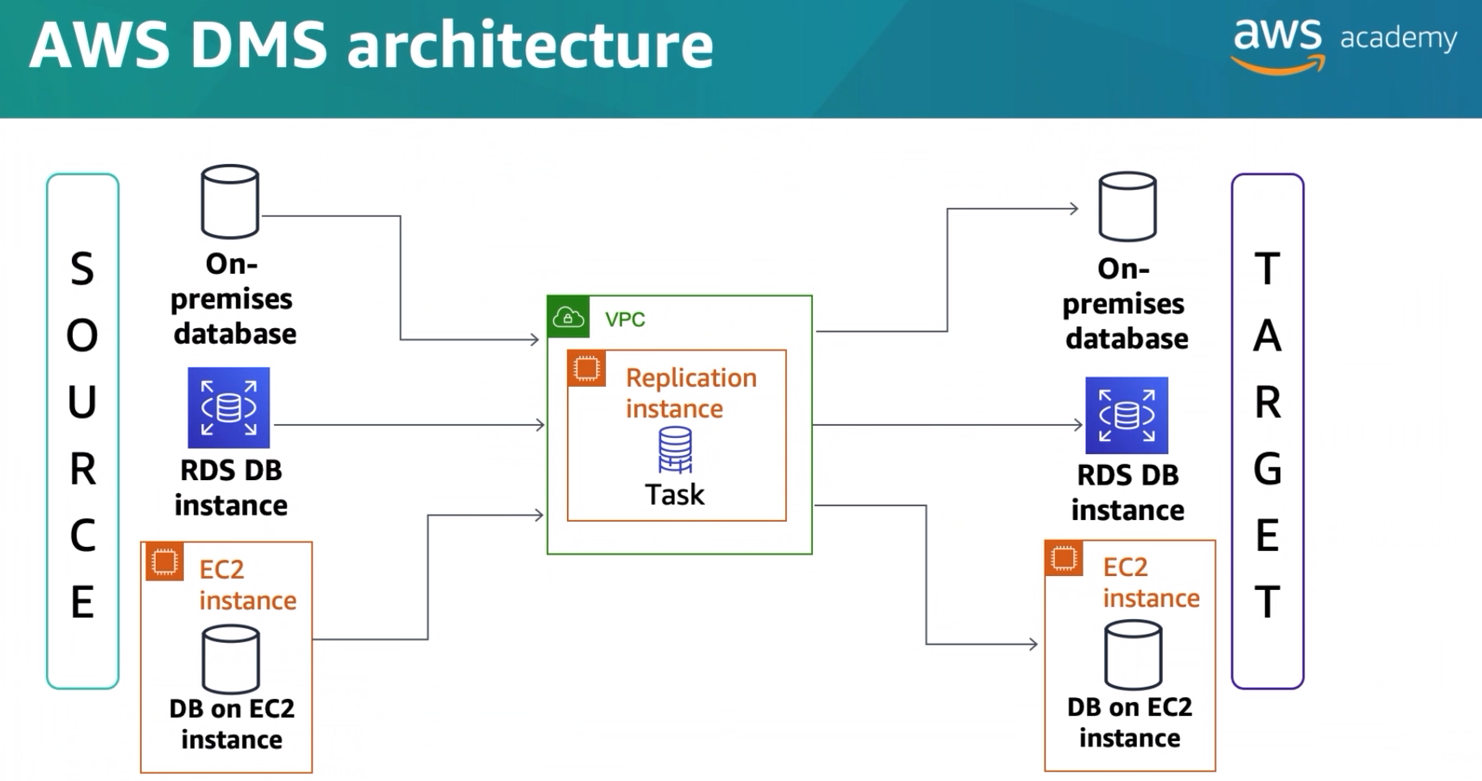 AWS DMS architecture
aws academy
S
O
U
R
C
E
On-
premises
database
RDS DB
instance
EC2
instance
DB on EC2
instance
VPC
Replication
instance
Task
On-
premises
database
RDS DB
instance
EC2
instance
DB on EC2
instance
T
A
R
G
E
T